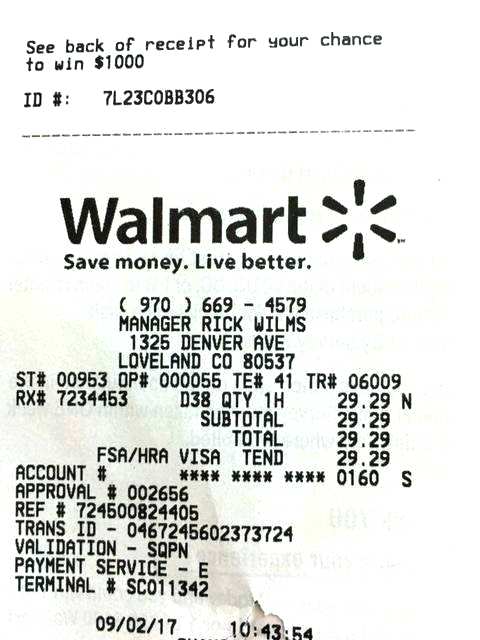 See back of receipt for your chance
to win $1000
ID #: 7L23C0BB306
Walmart
Save money. Live better.
( 970 ) 669 - 4579
MANAGER RICK WILMS
1325 DENVER AVE
LOVELAND CO 80537
ST# 00953 OP# 000055 TE# 41 TR# 06009
RX# 7234453 D38 QTY 1H 29.29 N
SUBTOTAL 29.29
TOTAL 29.29
FSA/HRA VISA TEND 29.29
ACCOUNT # **** **** **** 0160 S
APPROVAL # 002656
REF # 724500824405
TRANS ID - 0467245602373724
VALIDATION - SQPN
PAYMENT SERVICE - E
TERMINAL # SC011342
09/02/17 10:43:54